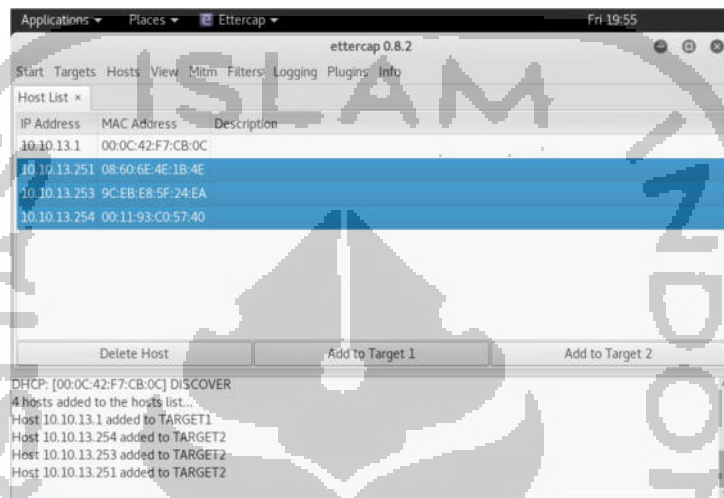 Applications Places Ettercap Fri 19:55
ettercap 0.8.2
Start Targets Hosts View Mitm Filters Logging Plugins Info
Host List ×
IP Address MAC Address Description
10.10.13.1 00:0C:42:F7:CB:0C
10.10.13.251 08:60:6E:4E:1B:4E
10.10.13.253 9C:EB:E8:5F:24:EA
10.10.13.254 00:11:93:C0:57:40
Delete Host Add to Target 1 Add to Target 2
DHCP: [00:0C:42:F7:CB:0C] DISCOVER
4 hosts added to the hosts list...
Host 10.10.13.1 added to TARGET1
Host 10.10.13.254 added to TARGET2
Host 10.10.13.253 added to TARGET2
Host 10.10.13.251 added to TARGET2
ISLAM